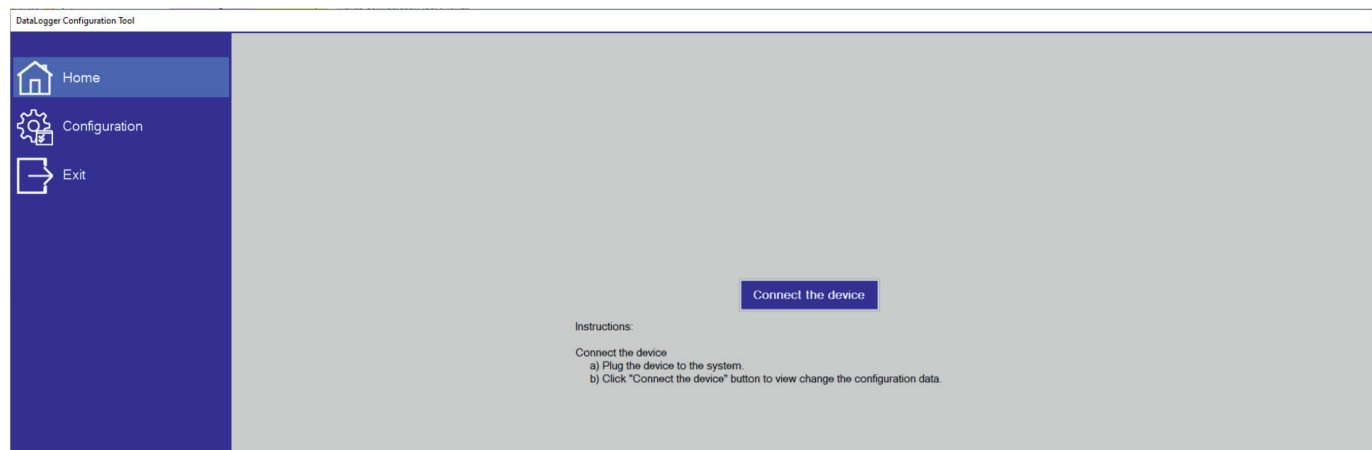 DataLogger Configuration Tool
Home
Configuration
Exit
Connect the device
Instructions:
Connect the device
a) Plug the device to the system.
b) Click "Connect the device" button to view change the configuration data.